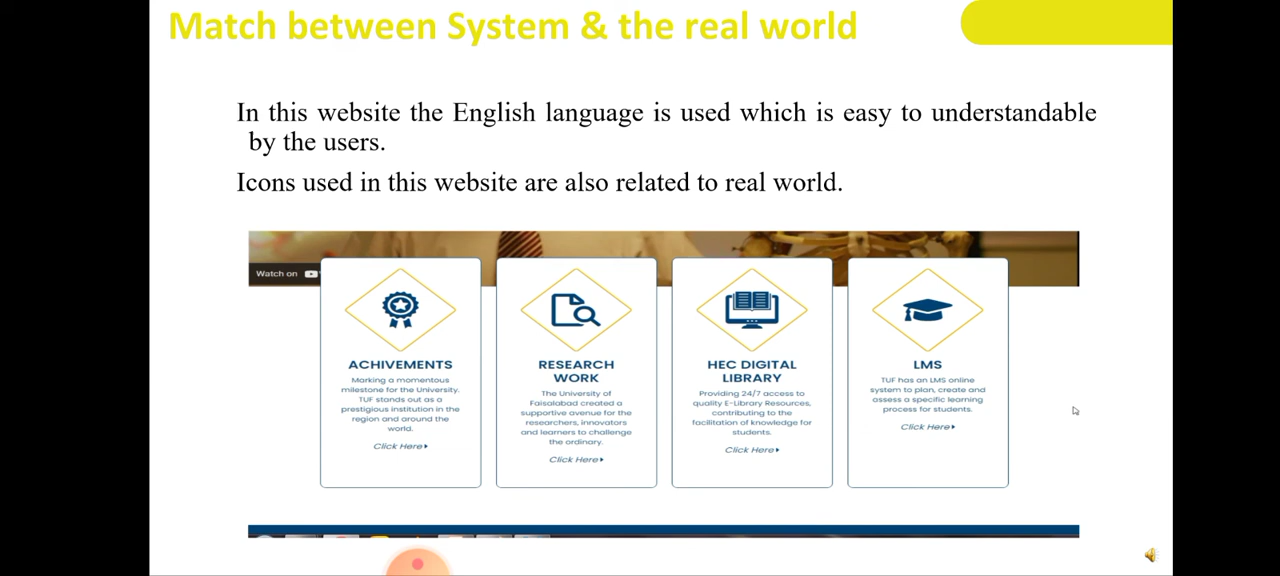 Match between System & the real world
In this website the English language is used which is easy to understandable
by the users.
Icons used in this website are also related to real world.
Watch on
ACHIVEMENTS
Marking a momentous
milestone for the University.
TUF stands out as a
prestigious institution in the
region and around the
world.
Click Here
RESEARCH
WORK
The University of
Faisalabad created a
supportive avenue for the
researchers, innovators
and learners to challenge
the ordinary.
Click Here
HEC DIGITAL
LIBRARY
Providing 24/7 access to
quality E-Library Resources,
contributing to the
facilitation of knowledge for
students.
Click Here
LMS
TUF has an LMS online
system to plan, create and
assess a specific learning
process for students.
Click Here